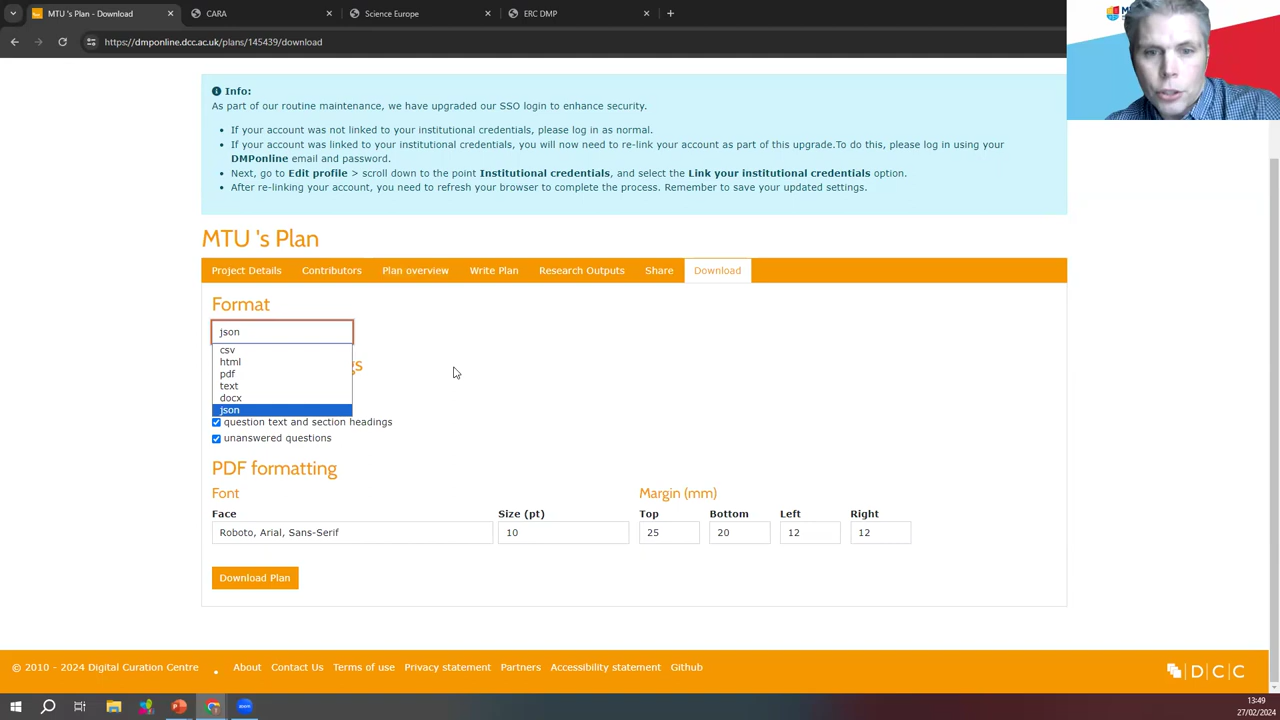 MTU 's Plan - Download
CARA
Science Europe
ERC DMP
https://dmponline.dcc.ac.uk/plans/145439/download
Info:
As part of our routine maintenance, we have upgraded our SSO login to enhance security.
If your account was not linked to your institutional credentials, please log in as normal.
If your account was linked to your institutional credentials, you will now need to re-link your account as part of this upgrade.To do this, please log in using your
DMPonline email and password.
Next, go to Edit profile > scroll down to the point Institutional credentials, and select the Link your institutional credentials option.
After re-linking your account, you need to refresh your browser to complete the process. Remember to save your updated settings.
MTU 's Plan
Project Details
Contributors
Plan overview
Write Plan
Research Outputs
Share
Download
Format
json
csv
html
pdf
text
docx
json
question text and section headings
unanswered questions
PDF formatting
Font
Margin (mm)
Face
Size (pt)
Top
Bottom
Left
Right
Roboto, Arial, Sans-Serif
10
25
20
12
12
Download Plan
© 2010 - 2024 Digital Curation Centre
About
Contact Us
Terms of use
Privacy statement
Partners
Accessibility statement
Github
DCC
zoom
13:49
27/02/2024